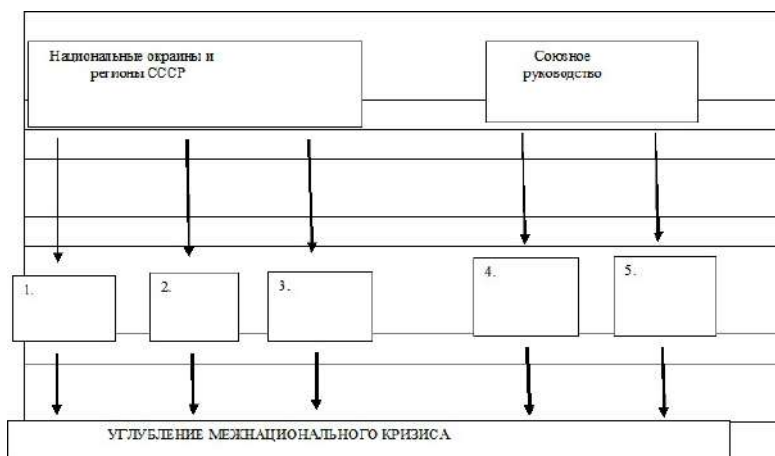 Национальные окраины и
регионы СССР
Союзное
руководство
1.
2.
3.
4.
5.
УГЛУБЛЕНИЕ МЕЖНАЦИОНАЛЬНОГО КРИЗИСА